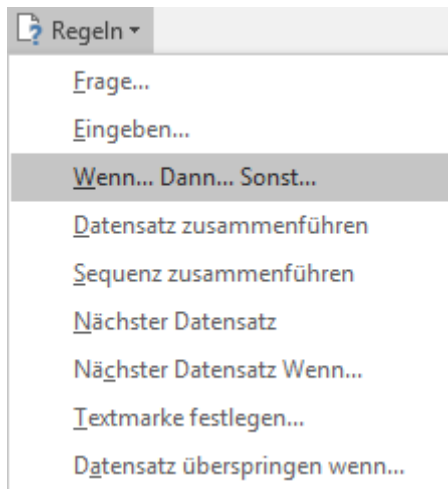 Regeln
Frage...
Eingeben...
Wenn... Dann... Sonst...
Datensatz zusammenführen
Sequenz zusammenführen
Nächster Datensatz
Nächster Datensatz Wenn...
Textmarke festlegen...
Datensatz überspringen wenn...